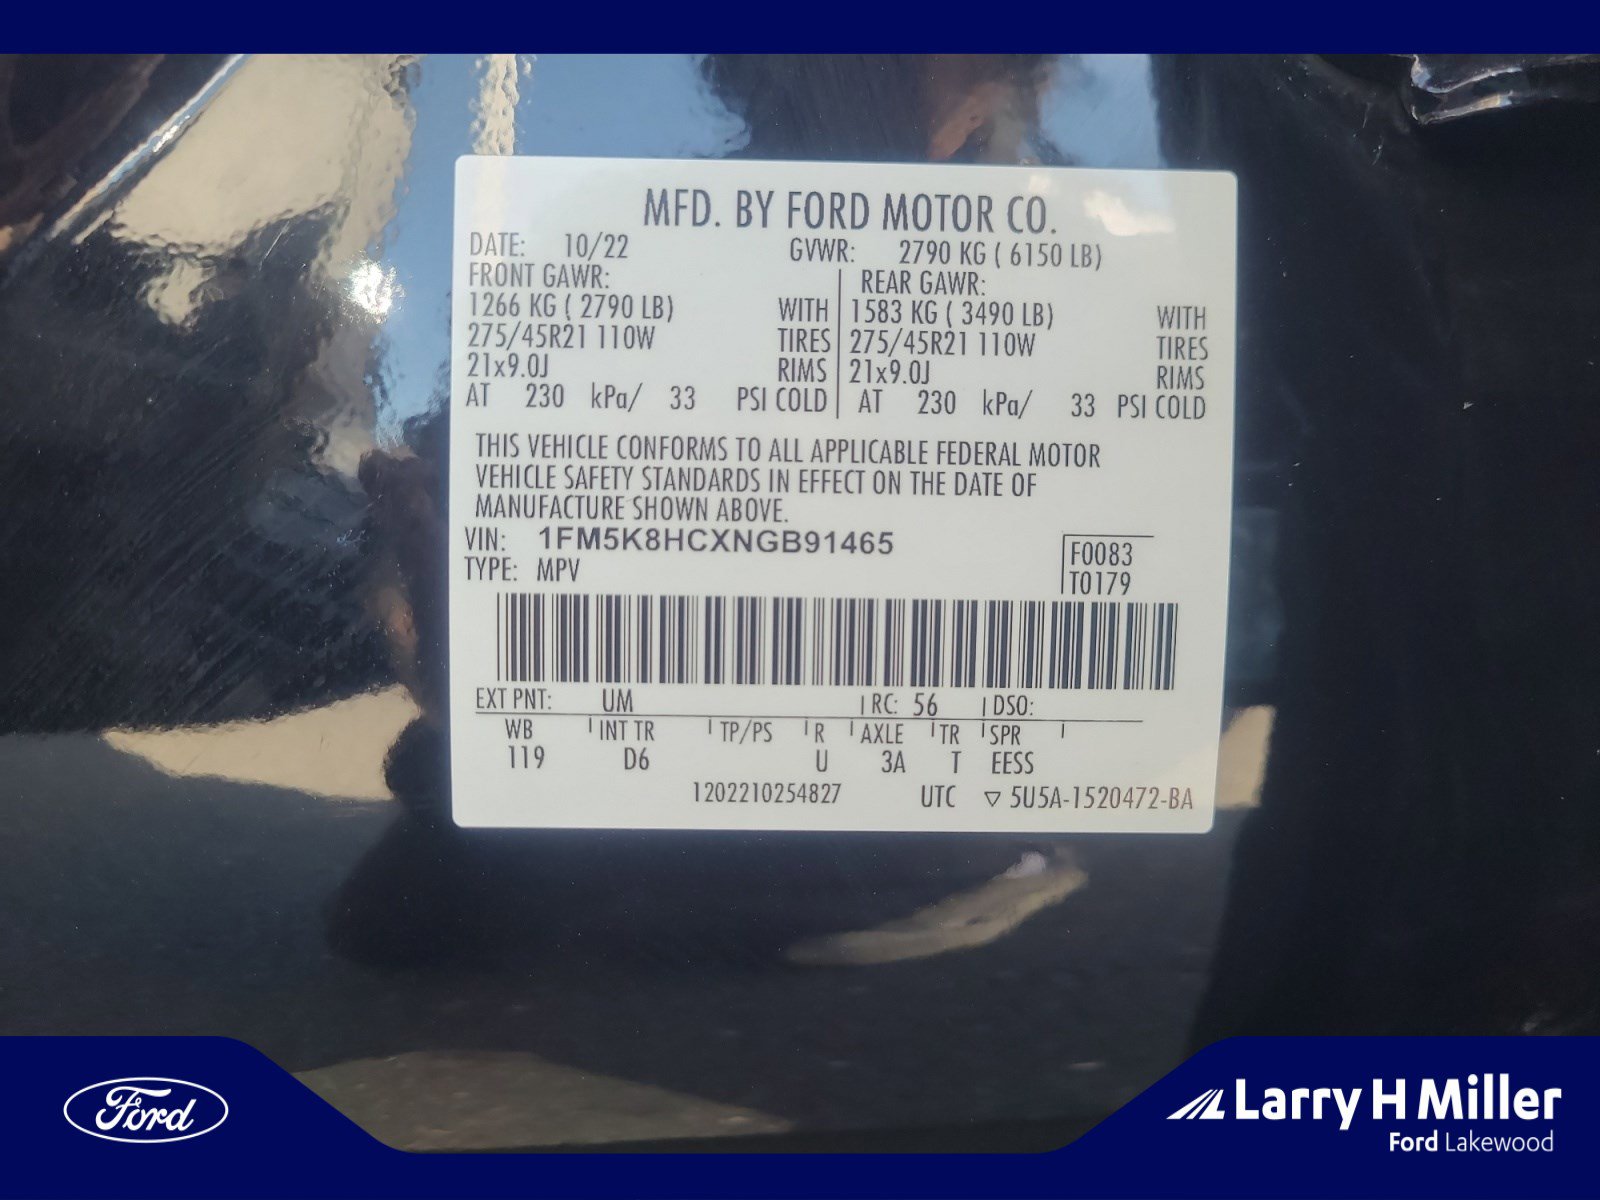 MFD. BY FORD MOTOR CO.
DATE: 10/22 GVWR: 2790 KG ( 6150 LB)
FRONT GAWR: REAR GAWR:
1266 KG ( 2790 LB) WITH 1583 KG ( 3490 LB) WITH
275/45R21 110W TIRES 275/45R21 110W TIRES
21x9.0J RIMS 21x9.0J RIMS
AT 230 kPa/ 33 PSI COLD AT 230 kPa/ 33 PSI COLD
THIS VEHICLE CONFORMS TO ALL APPLICABLE FEDERAL MOTOR
VEHICLE SAFETY STANDARDS IN EFFECT ON THE DATE OF
MANUFACTURE SHOWN ABOVE.
VIN: 1FM5K8HCXNGB91465
F0083
TYPE: MPV
T0179
EXT PNT: UM RC: 56 DSO:
WB INT TR TP/PS R AXLE TR SPR
119 D6 U 3A T EESS
1202210254827 UTC ▽ 5U5A-1520472-BA
Ford
Larry H Miller
Ford Lakewood